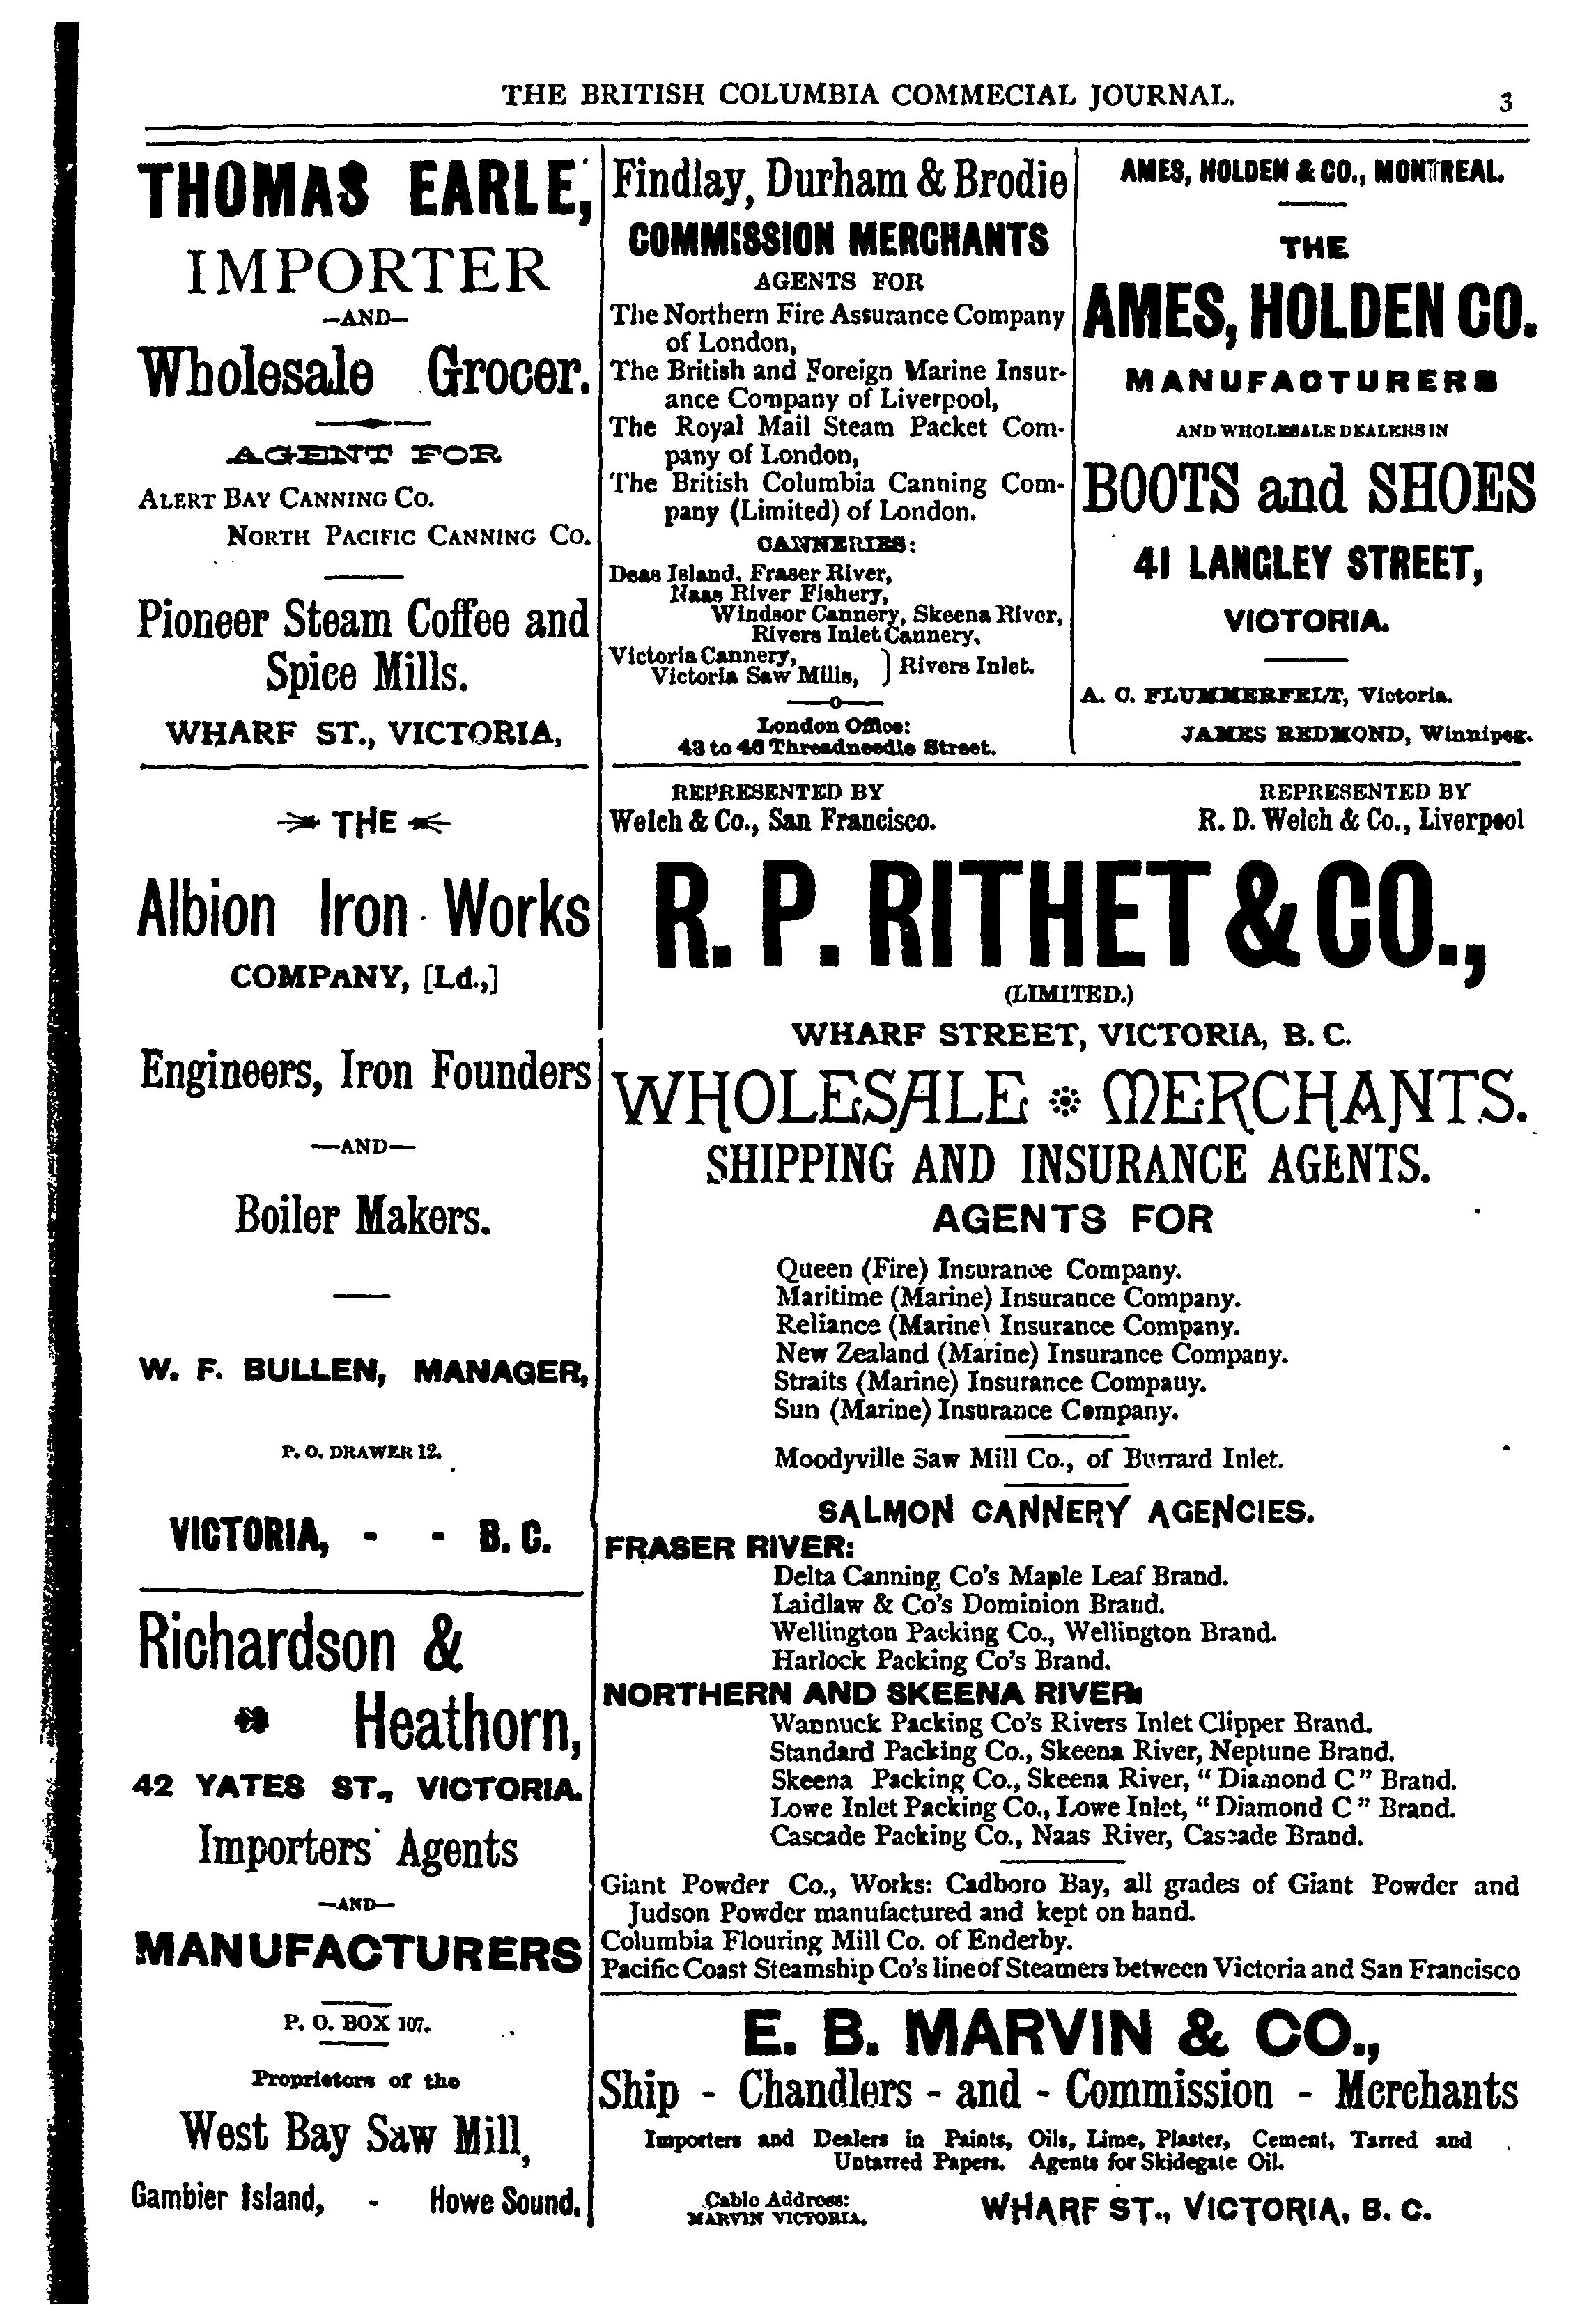 THE BRITISH COLUMBIA COMMECIAL JOURNAL.
3
THOMAS EARLE,
IMPORTER
—AND—
Wholesale Grocer.
AGENT FOR
ALERT BAY CANNING CO.
NORTH PACIFIC CANNING CO.
Pioneer Steam Coffee and
Spice Mills.
WHARF ST., VICTORIA,
THE
Albion Iron Works
COMPANY, [Ld.,]
Engineers, Iron Founders
—AND—
Boiler Makers.
W. F. BULLEN, MANAGER,
P. O. DRAWER 12.
VICTORIA, - - B. C.
Richardson &
Heathorn,
42 YATES ST., VICTORIA.
Importers' Agents
—AND—
MANUFACTURERS
P. O. BOX 107.
Proprietors of the
West Bay Saw Mill,
Gambier Island, - Howe Sound.
Findlay, Durham & Brodie
COMMISSION MERCHANTS
AGENTS FOR
The Northern Fire Assurance Company
of London,
The British and Foreign Marine Insur-
ance Company of Liverpool,
The Royal Mail Steam Packet Com-
pany of London,
The British Columbia Canning Com-
pany (Limited) of London.
CANNERIES:
Deas Island, Fraser River,
Naas River Fishery,
Windsor Cannery, Skeena River,
Rivers Inlet Cannery,
Victoria Cannery,
Victoria Saw Mills, } Rivers Inlet.
—o—
London Office:
43 to 46 Threadneedle Street.
AMES, HOLDEN & CO., MONTREAL.
THE
AMES, HOLDEN CO.
MANUFACTURERS
AND WHOLESALE DEALERS IN
BOOTS and SHOES
41 LANGLEY STREET,
VICTORIA.
A. C. FLUMMERFELT, Victoria.
JAMES REDMOND, Winnipeg.
REPRESENTED BY
Welch & Co., San Francisco.
REPRESENTED BY
R. D. Welch & Co., Liverpool
R. P. RITHET & CO.,
(LIMITED.)
WHARF STREET, VICTORIA, B. C.
WHOLESALE MERCHANTS.
SHIPPING AND INSURANCE AGENTS.
AGENTS FOR
Queen (Fire) Insurance Company.
Maritime (Marine) Insurance Company.
Reliance (Marine) Insurance Company.
New Zealand (Marine) Insurance Company.
Straits (Marine) Insurance Compauy.
Sun (Marine) Insurance Company.
Moodyville Saw Mill Co., of Burrard Inlet.
SALMON CANNERY AGENCIES.
FRASER RIVER:
Delta Canning Co's Maple Leaf Brand.
Laidlaw & Co's Dominion Brand.
Wellington Packing Co., Wellington Brand.
Harlock Packing Co's Brand.
NORTHERN AND SKEENA RIVER:
Wannuck Packing Co's Rivers Inlet Clipper Brand.
Standard Packing Co., Skeena River, Neptune Brand.
Skeena Packing Co., Skeena River, "Diamond C" Brand.
Lowe Inlet Packing Co., Lowe Inlet, "Diamond C" Brand.
Cascade Packing Co., Naas River, Cascade Brand.
Giant Powder Co., Works: Cadboro Bay, all grades of Giant Powder and
Judson Powder manufactured and kept on hand.
Columbia Flouring Mill Co. of Enderby.
Pacific Coast Steamship Co's line of Steamers between Victoria and San Francisco
E. B. MARVIN & CO.,
Ship - Chandlers - and - Commission - Merchants
Importers and Dealers in Paints, Oils, Lime, Plaster, Cement, Tarred and
Untarred Papers. Agents for Skidegate Oil.
Cable Address:
MARVIN VICTORIA.
WHARF ST., VICTORIA, B. C.